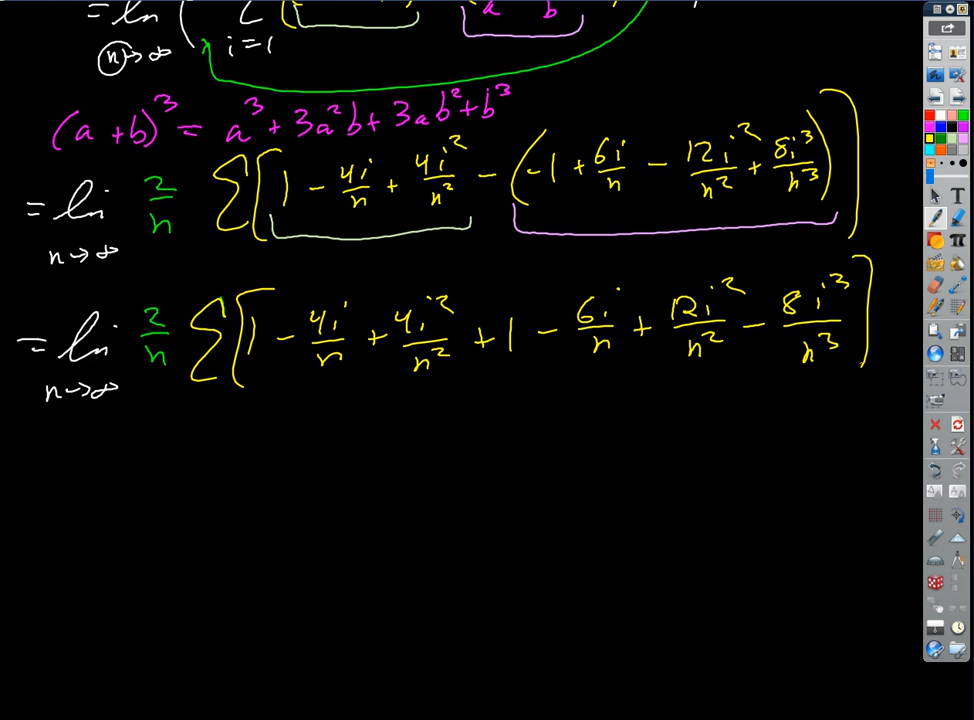 = lim ( Σ
n→∞ i=1 a b
(a+b)³ = a³ + 3a²b + 3ab² + b³
= lim n→∞ 2/n Σ [1 - 4i/n + 4i²/n² - (-1 + 6i/n - 12i²/n² + 8i³/n³)]
= lim n→∞ 2/n Σ [1 - 4i/n + 4i²/n² + 1 - 6i/n + 12i²/n² - 8i³/n³]